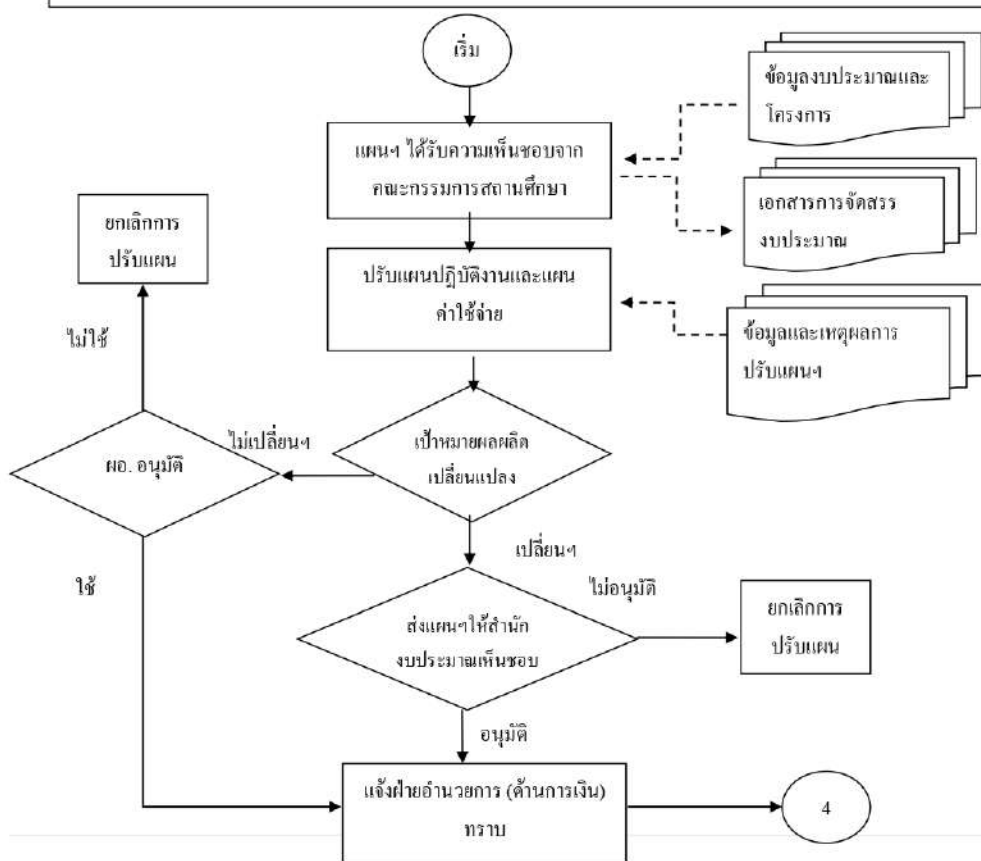 เริ่ม
ข้อมูลงบประมาณและ
โครงการ
แผนฯ ได้รับความเห็นชอบจาก
คณะกรรมการสถานศึกษา
เอกสารการจัดสรร
งบประมาณ
ยกเลิกการ
ปรับแผน
ปรับแผนปฎิบัติงานและแผน
ค่าใช้จ่าย
ข้อมูลและเหตุผลการ
ปรับแผนฯ
ไม่ใช้
เป้าหมายผลผลิต
เปลี่ยนแปลง
ไม่เปลี่ยนฯ
ผอ. อนุมัติ
เปลี่ยนฯ
ใช้
ไม่อนุมัติ
ส่งแผนฯให้สำนัก
งบประมาณเห็นชอบ
ยกเลิกการ
ปรับแผน
อนุมัติ
แจ้งฝ่ายอำนวยการ (ด้านการเงิน)
ทราบ
4